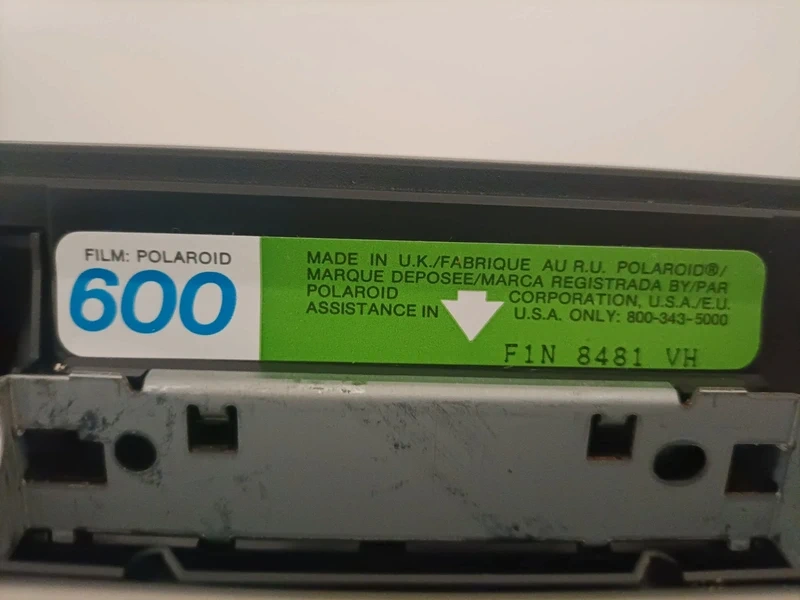 FILM: POLAROID
600
MADE IN U.K./FABRIQUE AU R.U. POLAROID®/
MARQUE DEPOSEE/MARCA REGISTRADA BY/PAR
POLAROID CORPORATION, U.S.A./E.U.
ASSISTANCE IN U.S.A. ONLY: 800-343-5000
F1N 8481 VH